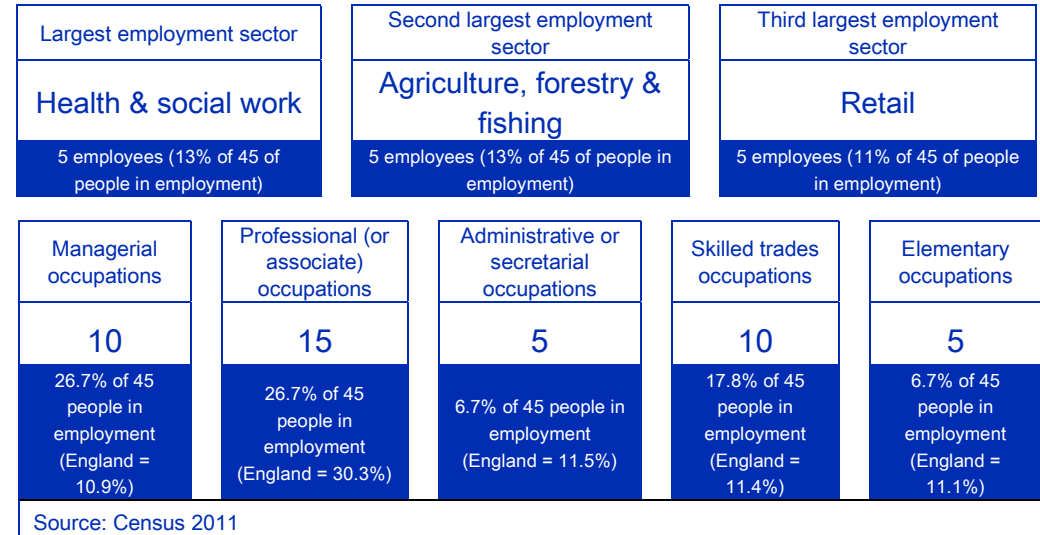 Largest employment sector
Health & social work
5 employees (13% of 45 of
people in employment)
Second largest employment
sector
Agriculture, forestry &
fishing
5 employees (13% of 45 of people in
employment)
Third largest employment
sector
Retail
5 employees (11% of 45 of people
in employment)
Managerial
occupations
10
26.7% of 45
people in
employment
(England =
10.9%)
Professional (or
associate)
occupations
15
26.7% of 45
people in
employment
(England = 30.3%)
Administrative or
secretarial
occupations
5
6.7% of 45 people in
employment
(England = 11.5%)
Skilled trades
occupations
10
17.8% of 45
people in
employment
(England =
11.4%)
Elementary
occupations
5
6.7% of 45
people in
employment
(England =
11.1%)
Source: Census 2011